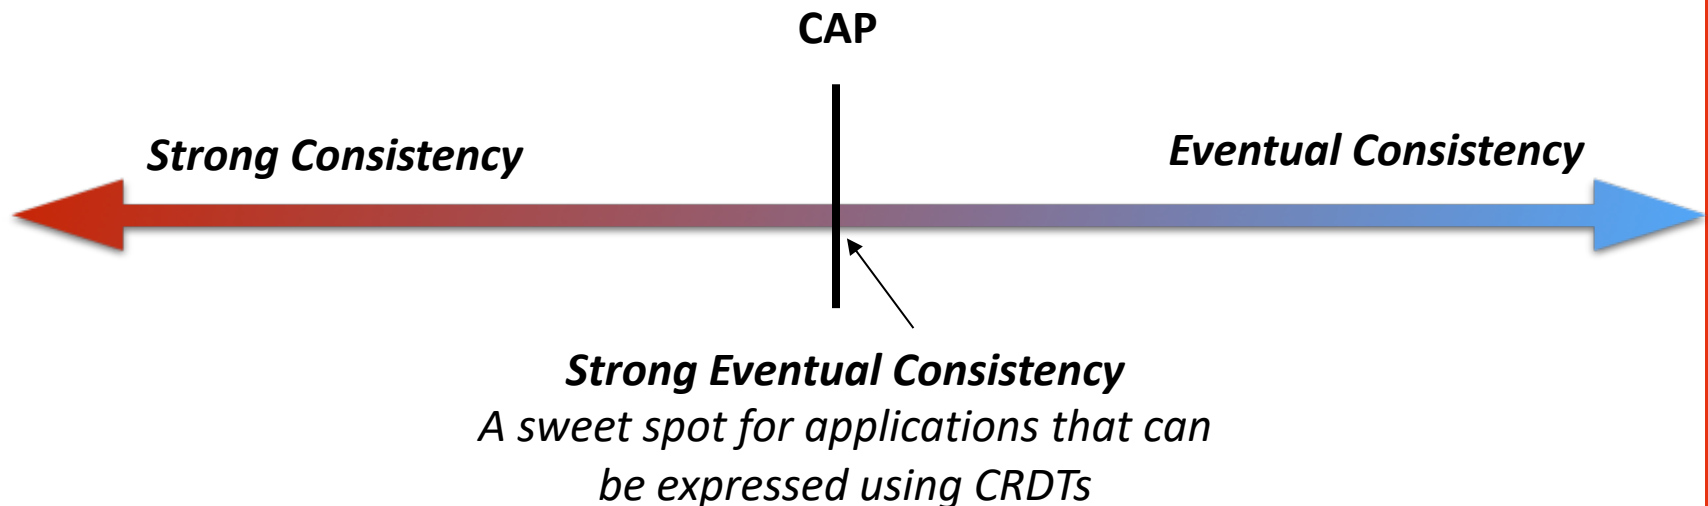 CAP
Strong Consistency
Eventual Consistency
Strong Eventual Consistency
A sweet spot for applications that can
be expressed using CRDTs